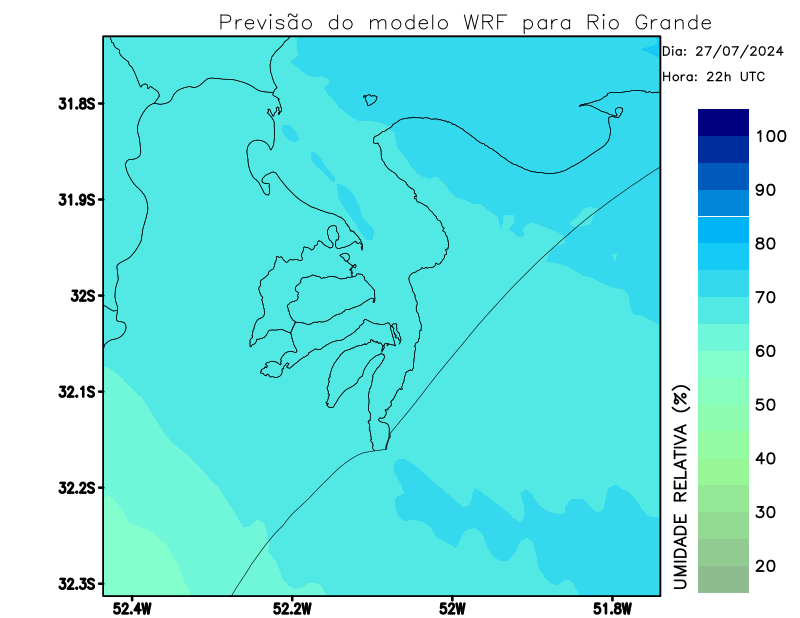 Previsão do modelo WRF para Rio Grande
Dia: 27/07/2024
Hora: 22h UTC
31.8S
31.9S
32S
32.1S
32.2S
32.3S
52.4W
52.2W
52W
51.8W
100
90
80
70
60
50
40
30
20
UMIDADE RELATIVA (%)